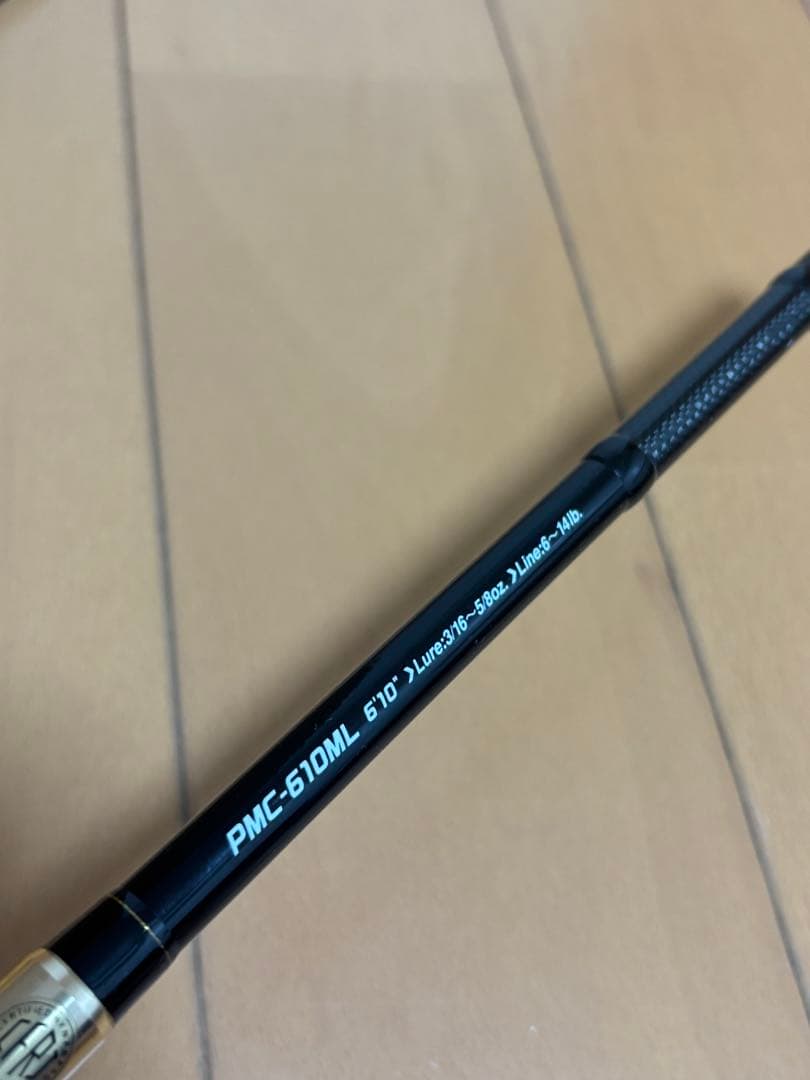 PMC-610ML 6'10" ❯Lure:3/16～5/8oz. ❯Line:6～14lb.